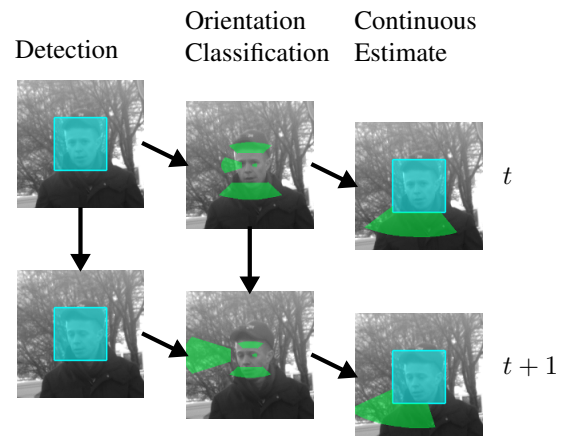 Detection
Orientation
Classification
Continuous
Estimate
t
t + 1